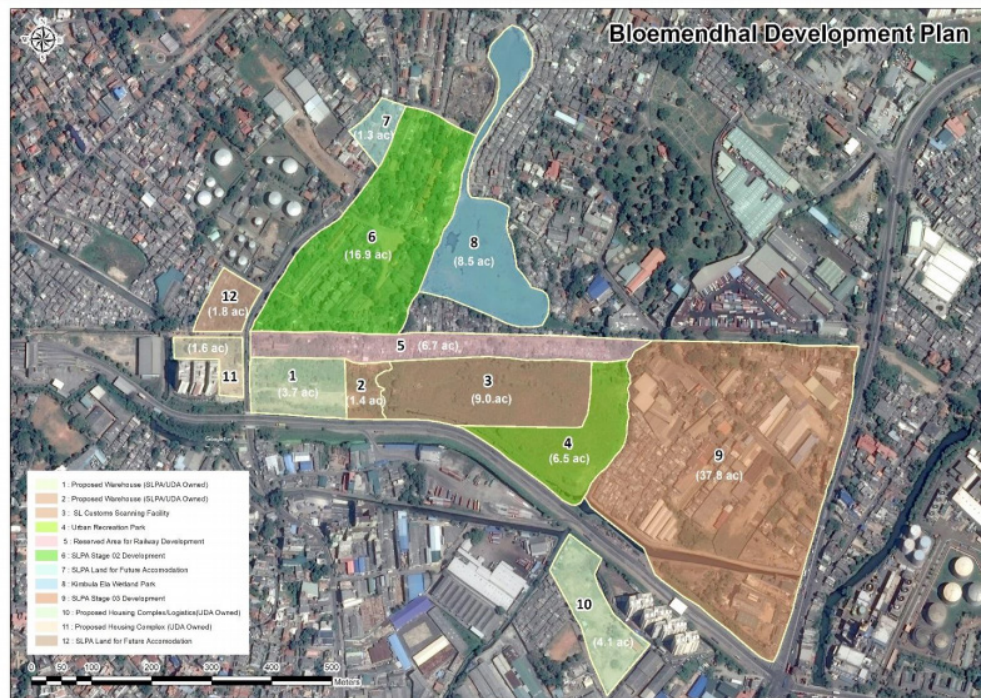 Bloemendhal Development Plan
7
(1.3 ac)
6
(16.9 ac)
8
(8.5 ac)
12
(1.8 ac)
(1.6 ac)
11
5
(6.7 ac)
1
(3.7 ac)
2
(1.4 ac)
3
(9.0.ac)
4
(6.5 ac)
9
(37.8 ac)
10
(4.1 ac)
1 : Proposed Warehouse (SLPA/UDA Owned)
2 : Proposed Warehouse (SLPA/UDA Owned)
3 : SL Customs Scanning Facility
4 : Urban Recreation Park
5 : Reserved Area for Railway Development
6 : SLPA Stage 02 Development
7 : SLPA Land for Future Accomodation
8 : Kimbula Ela Wetland Park
9 : SLPA Stage 03 Development
10 : Proposed Housing Complex/Logistics(UDA Owned)
11 : Proposed Housing Complex (UDA Owned)
12 : SLPA Land for Future Accomodation
0 50 100 200 300 400 500
Meters